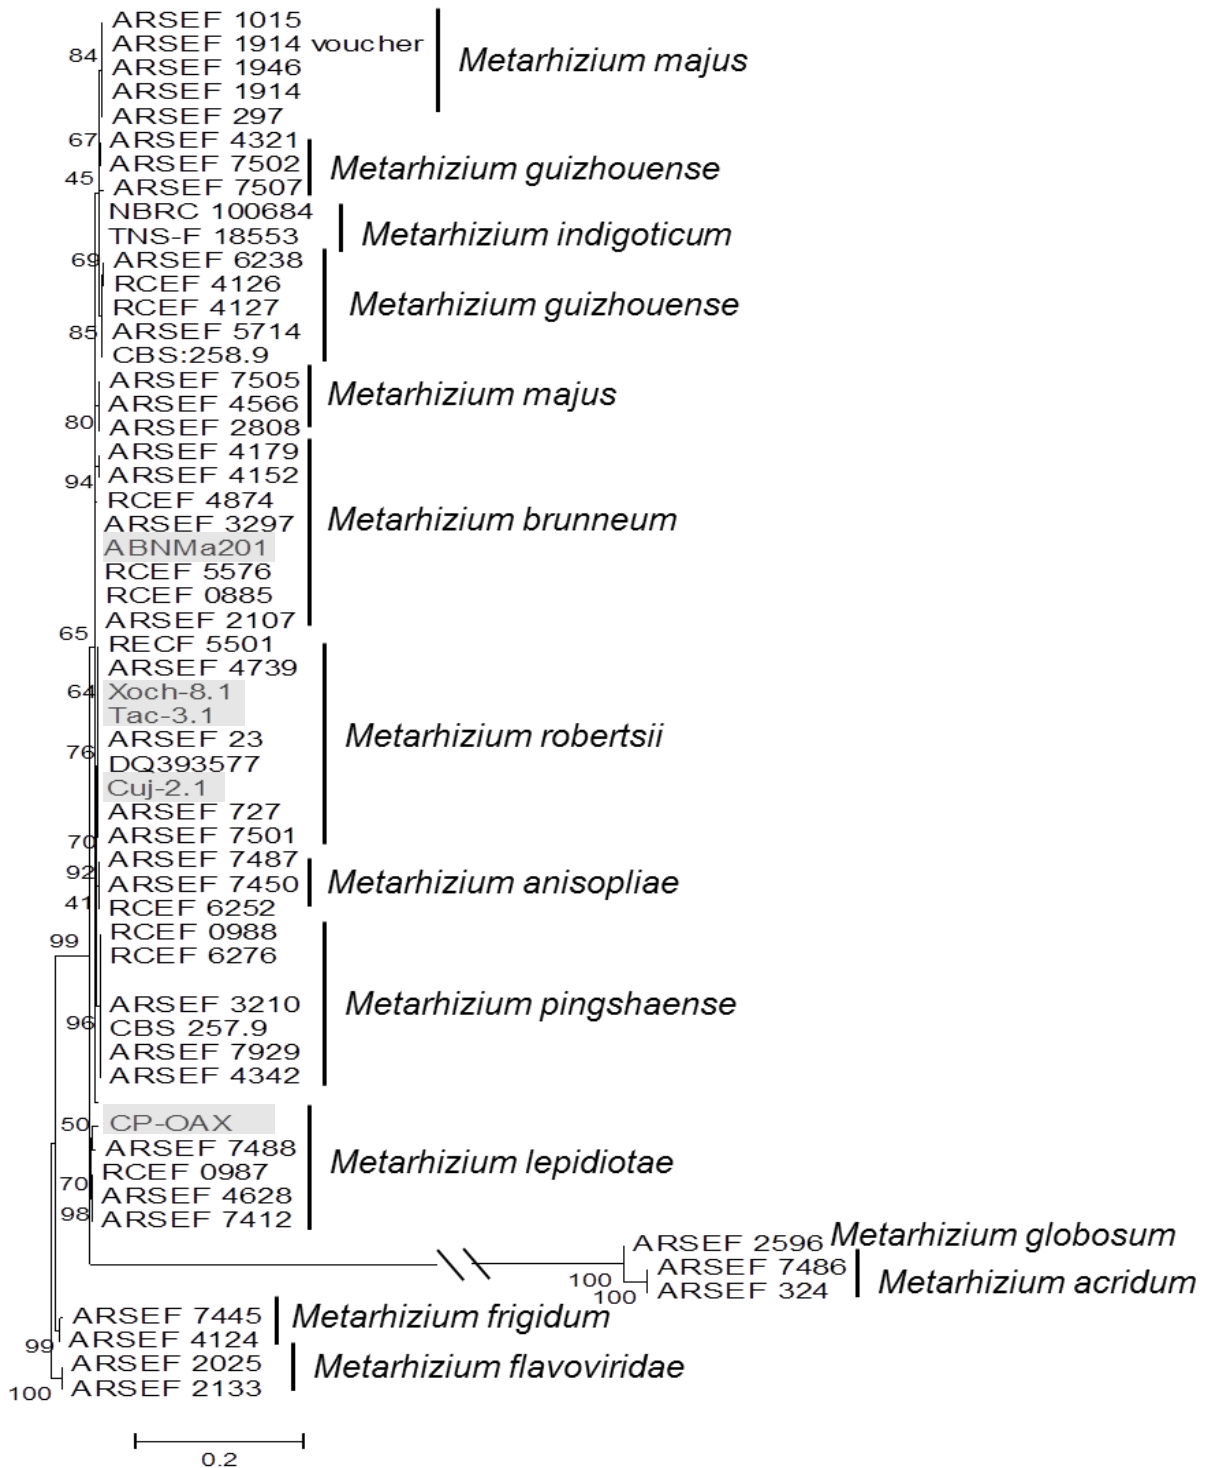 ARSEF 1015
84
ARSEF 1914 voucher
Metarhizium majus
ARSEF 1946
ARSEF 1914
ARSEF 297
67
ARSEF 4321
ARSEF 7502
Metarhizium guizhouense
45
ARSEF 7507
NBRC 100684
TNS-F 18553
Metarhizium indigoticum
69
ARSEF 6238
RCEF 4126
RCEF 4127
Metarhizium guizhouense
85
ARSEF 5714
CBS:258.9
ARSEF 7505
Metarhizium majus
ARSEF 4566
80
ARSEF 2808
ARSEF 4179
94
ARSEF 4152
RCEF 4874
ARSEF 3297
Metarhizium brunneum
ABNMa201
RCEF 5576
RCEF 0885
ARSEF 2107
65
RECF 5501
ARSEF 4739
64
Xoch-8.1
Tac-3.1
ARSEF 23
Metarhizium robertsii
76
DQ393577
Cuj-2.1
ARSEF 727
70
ARSEF 7501
ARSEF 7487
92
ARSEF 7450
Metarhizium anisopliae
41
RCEF 6252
RCEF 0988
99
RCEF 6276
ARSEF 3210
Metarhizium pingshaense
96
CBS 257.9
ARSEF 7929
ARSEF 4342
50
CP-OAX
ARSEF 7488
Metarhizium lepidiotae
RCEF 0987
70
ARSEF 4628
98
ARSEF 7412
ARSEF 2596
Metarhizium globosum
ARSEF 7486
100
Metarhizium acridum
100
ARSEF 324
ARSEF 7445
Metarhizium frigidum
99
ARSEF 4124
ARSEF 2025
Metarhizium flavoviridae
100
ARSEF 2133
0.2